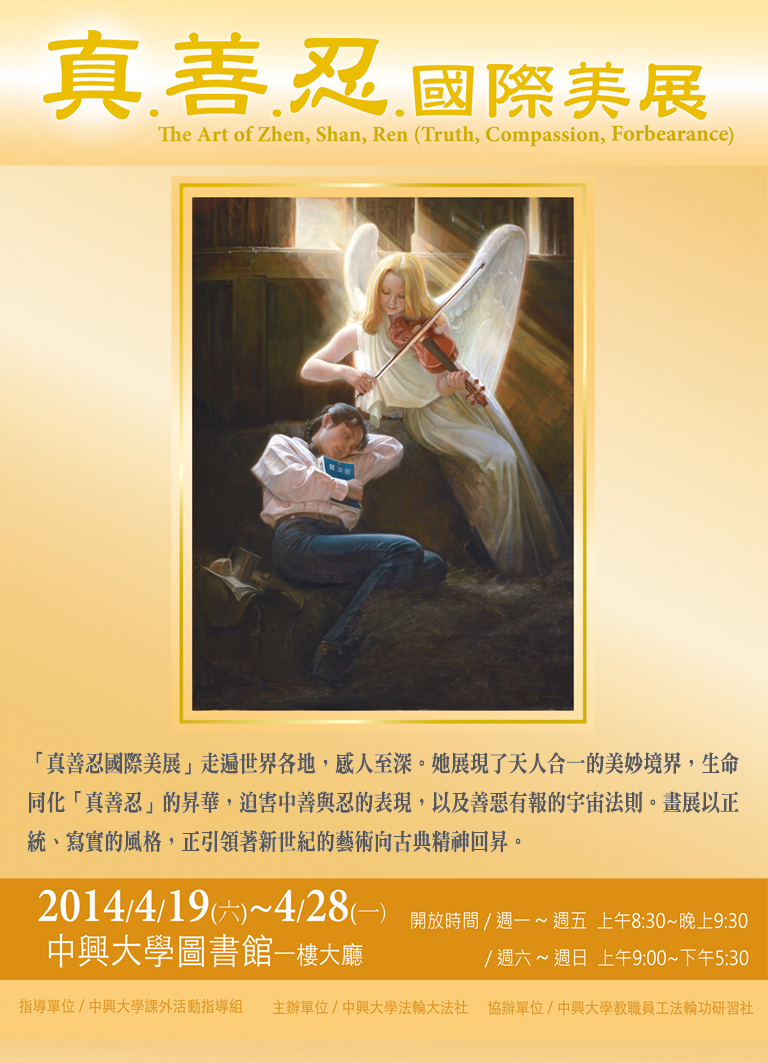 真.善.忍.國際美展
The Art of Zhen, Shan, Ren (Truth, Compassion, Forbearance)
「真善忍國際美展」走遍世界各地，感人至深。她展現了天人合一的美妙境界，生命
同化「真善忍」的昇華，迫害中善與忍的表現，以及善惡有報的宇宙法則。畫展以正
統、寫實的風格，正引領著新世紀的藝術向古典精神回昇。
2014/4/19(六)~4/28(一)
中興大學圖書館一樓大廳
開放時間 / 週一 ~ 週五 上午8:30~晚上9:30
/ 週六 ~ 週日 上午9:00~下午5:30
指導單位 / 中興大學課外活動指導組
主辦單位 / 中興大學法輪大法社
協辦單位 / 中興大學教職員工法輪功研習社